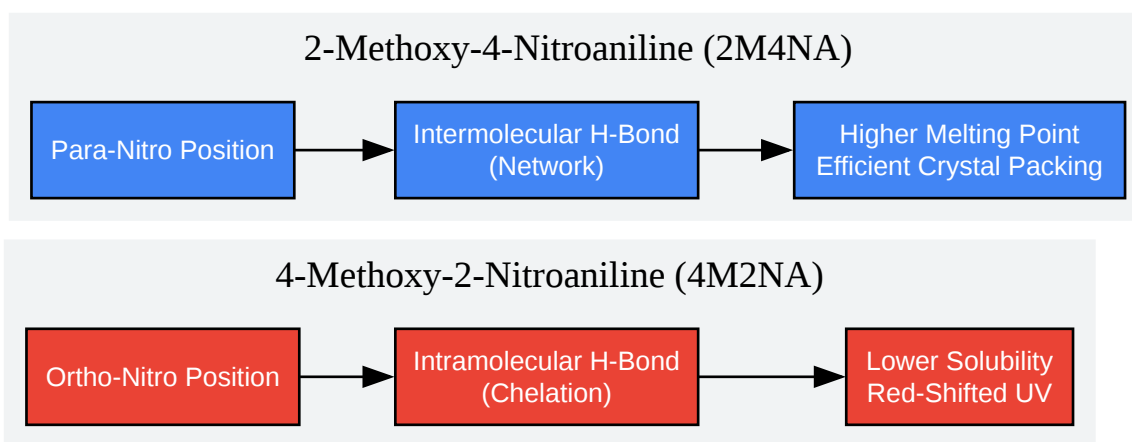 2-Methoxy-4-Nitroaniline (2M4NA)
Para-Nitro Position
Intermolecular H-Bond
(Network)
Higher Melting Point
Efficient Crystal Packing
4-Methoxy-2-Nitroaniline (4M2NA)
Ortho-Nitro Position
Intramolecular H-Bond
(Chelation)
Lower Solubility
Red-Shifted UV